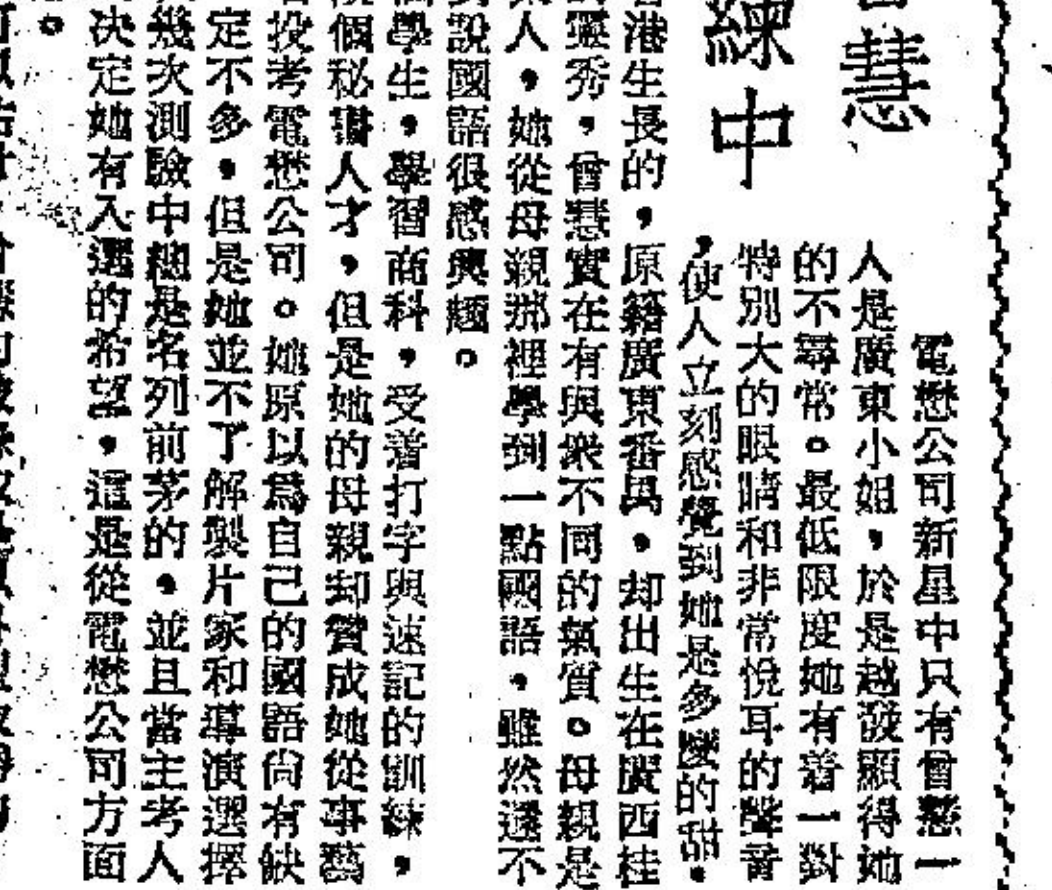 慧
練中
電懋公司新星中只有曾慧一
人是廣東小姐，於是越發顯得她
的不尋常。最低限度她有着一對
特別大的眼睛和非常悅耳的聲音
，使人立刻感覺到她是多麼的甜。
港生長的，原籍廣東番禺，却出生在廣西桂
靈秀，曾慧實在有與衆不同的氣質。母親是
人，她從母親那裡學到一點國語，雖然還不
說國語很感興趣。
學生，學習商科，受着打字與速記的訓練，
個秘書人才，但是她的母親却贊成她從事藝
投考電懋公司。她原以爲自己的國語尚有缺
定不多，但是她並不了解製片家和導演選擇
幾次測驗中總是名列前茅的，並且當主考人
決定她有入選的希望，這是從電懋公司方面
。